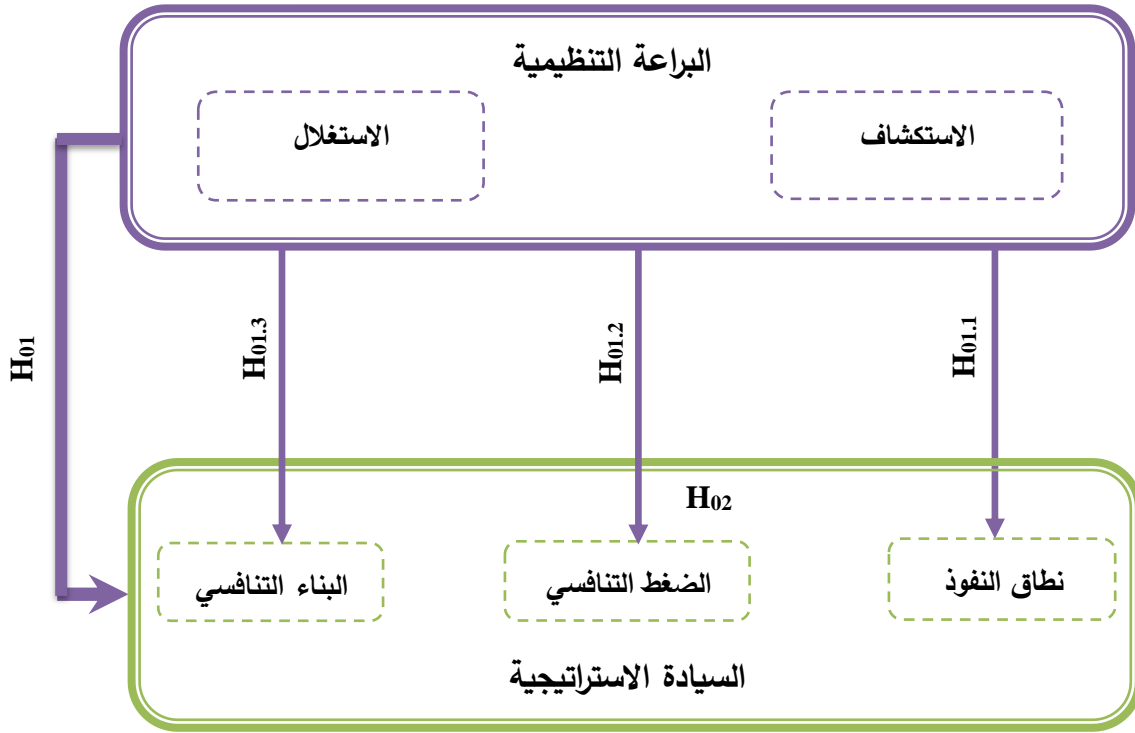 البراعة التنظيمية
الاستكشاف
الاستغلال
H01
H01.1
H01.2
H01.3
H02
نطاق النفوذ
الضغط التنافسي
البناء التنافسي
السيادة الاستراتيجية